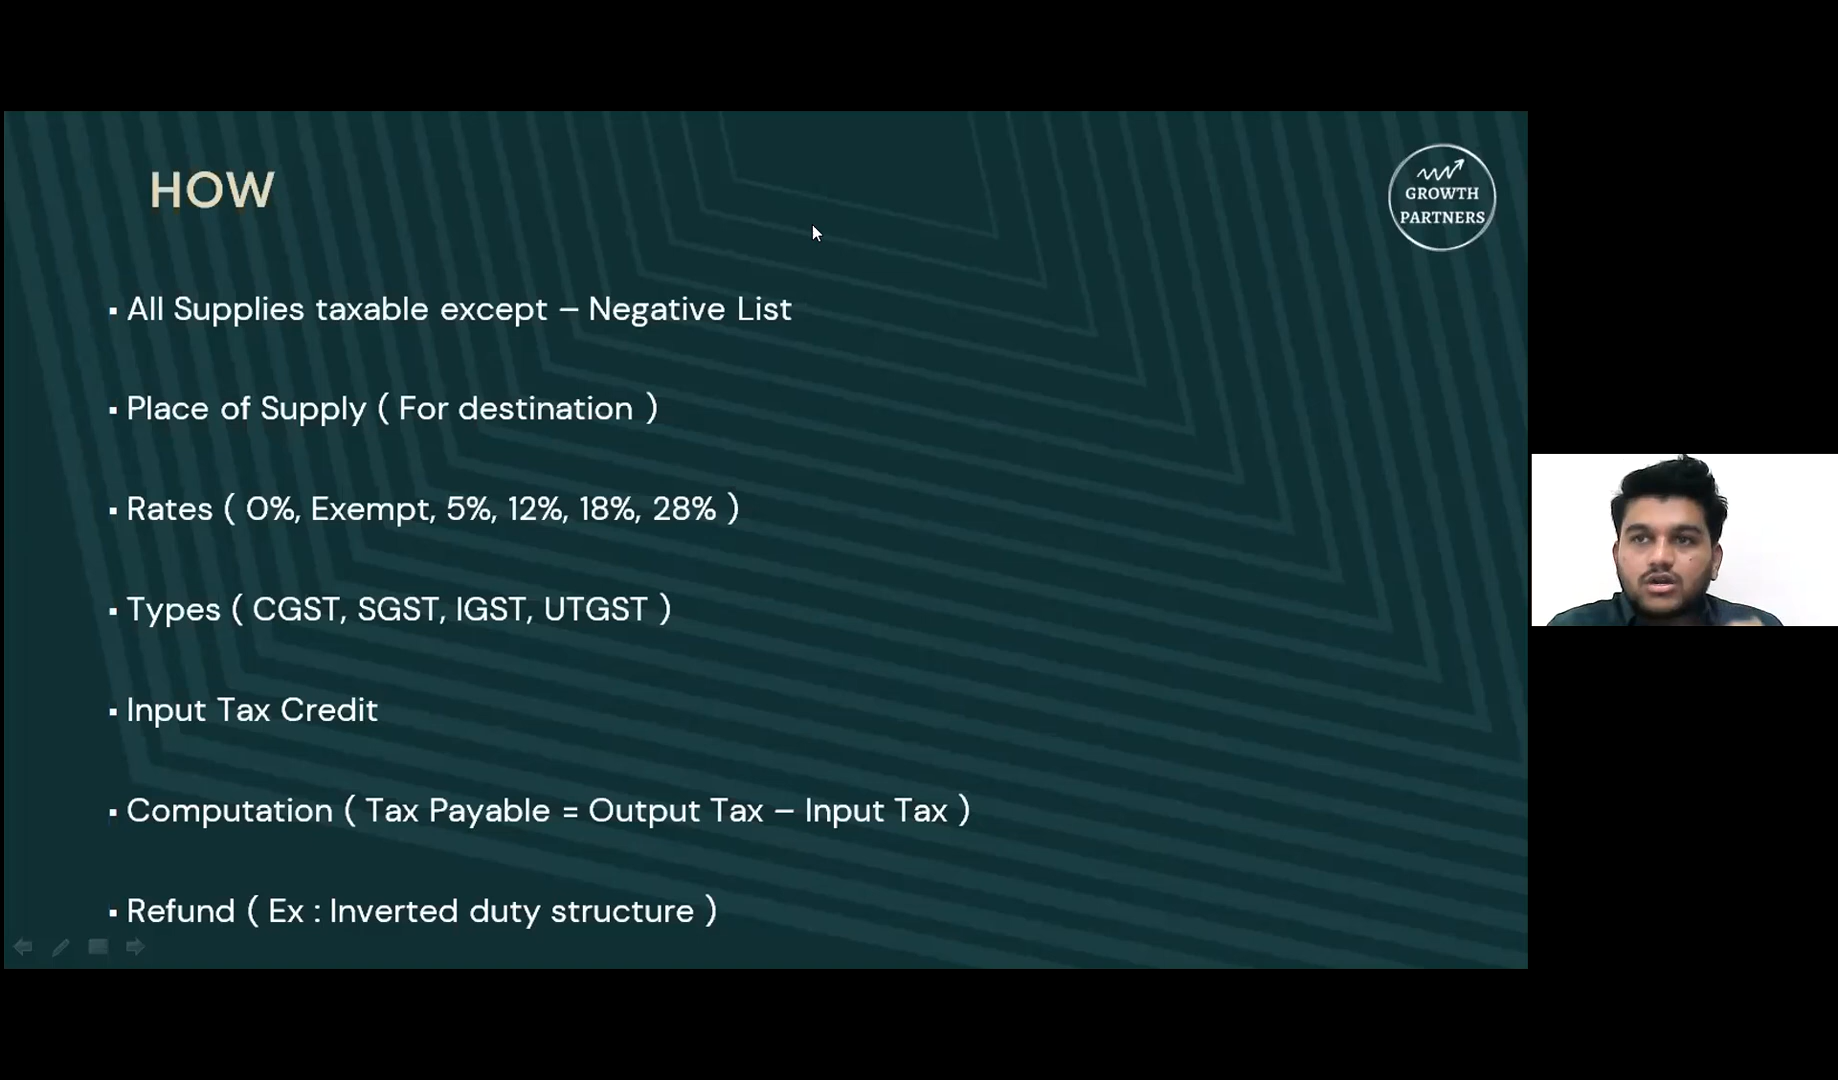 HOW
GROWTH
PARTNERS
▪ All Supplies taxable except – Negative List
▪ Place of Supply ( For destination )
▪ Rates ( 0%, Exempt, 5%, 12%, 18%, 28% )
▪ Types ( CGST, SGST, IGST, UTGST )
▪ Input Tax Credit
▪ Computation ( Tax Payable = Output Tax – Input Tax )
▪ Refund ( Ex : Inverted duty structure )